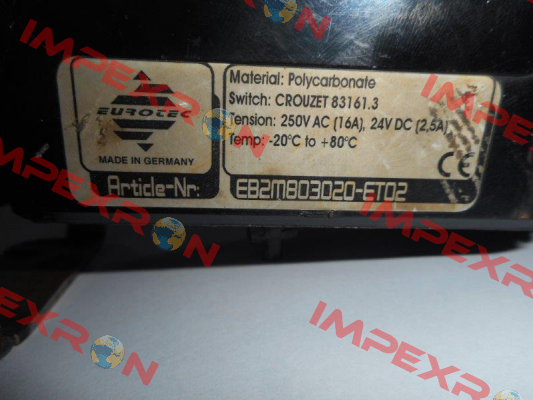 EUROTEC
MADE IN GERMANY
Material: Polycarbonate
Switch: CROUZET 83161.3
Tension: 250V AC (16A), 24V DC (2,5A)
Temp: -20°C to +80°C
CE
Article-Nr: EB2M803020-ET02
IMPEXRON
IMPEXRON
IMPEXRON
IMPEXRON
IMPEXRON